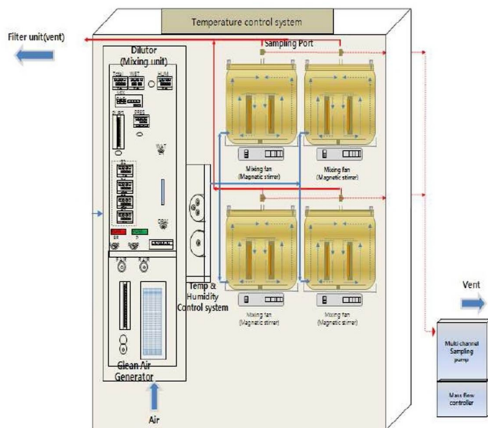 Temperature control system
Filter unit(vent)
Dilutor
(Mixing unit)
Sampling Port
Mixing fan
(Magnetic stirrer)
Mixing fan
(Magnetic stirrer)
Temp &
Humidity
Control system
Mixing fan
(Magnetic stirrer)
Mixing fan
(Magnetic stirrer)
Clean Air
Generator
Air
Vent
Multi channel
Sampling
pump
Mass flow
controller